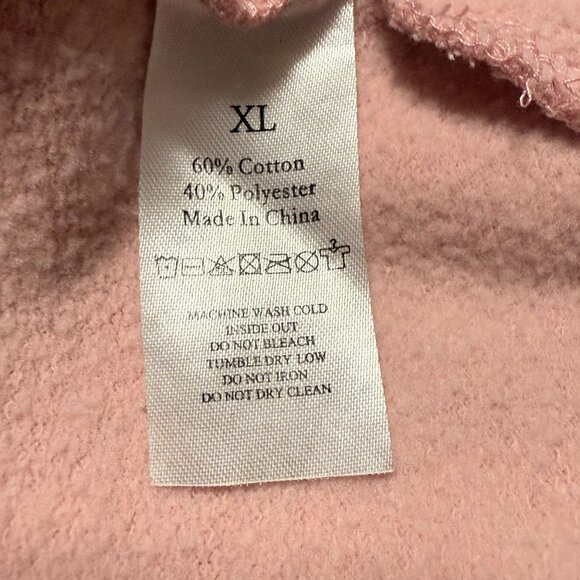 XL
60% Cotton
40% Polyester
Made In China
3
MACHINE WASH COLD
INSIDE OUT
DO NOT BLEACH
TUMBLE DRY LOW
DO NOT IRON
DO NOT DRY CLEAN